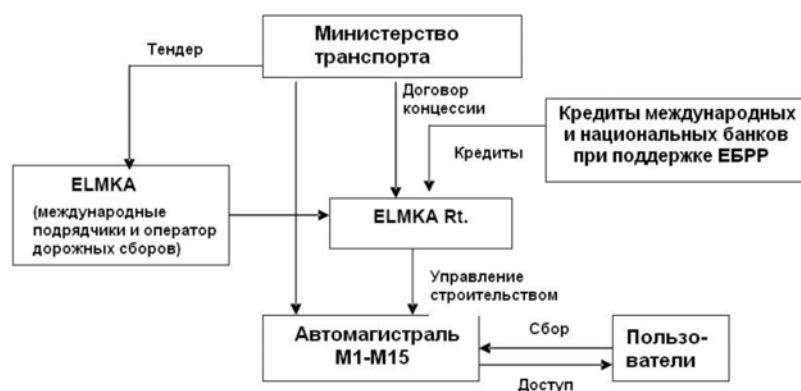 Министерство
транспорта
Тендер
Договор
концессии
Кредиты международных
и национальных банков
при поддержке ЕБРР
Кредиты
ELMKA
(международные
подрядчики и оператор
дорожных сборов)
ELMKA Rt.
Управление
строительством
Автомагистраль
М1-М15
Сбор
Пользо-
ватели
Доступ